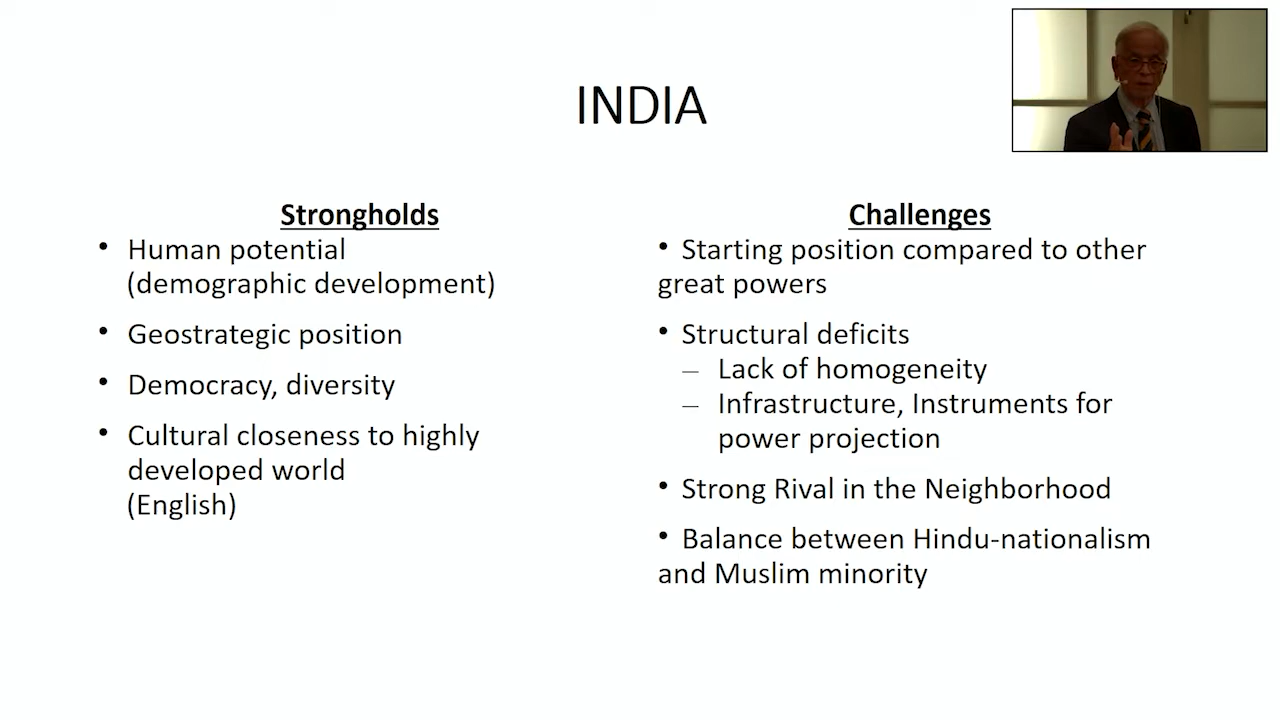 INDIA
Strongholds
• Human potential
(demographic development)
• Geostrategic position
• Democracy, diversity
• Cultural closeness to highly
developed world
(English)
Challenges
• Starting position compared to other
great powers
• Structural deficits
– Lack of homogeneity
– Infrastructure, Instruments for
power projection
• Strong Rival in the Neighborhood
• Balance between Hindu-nationalism
and Muslim minority